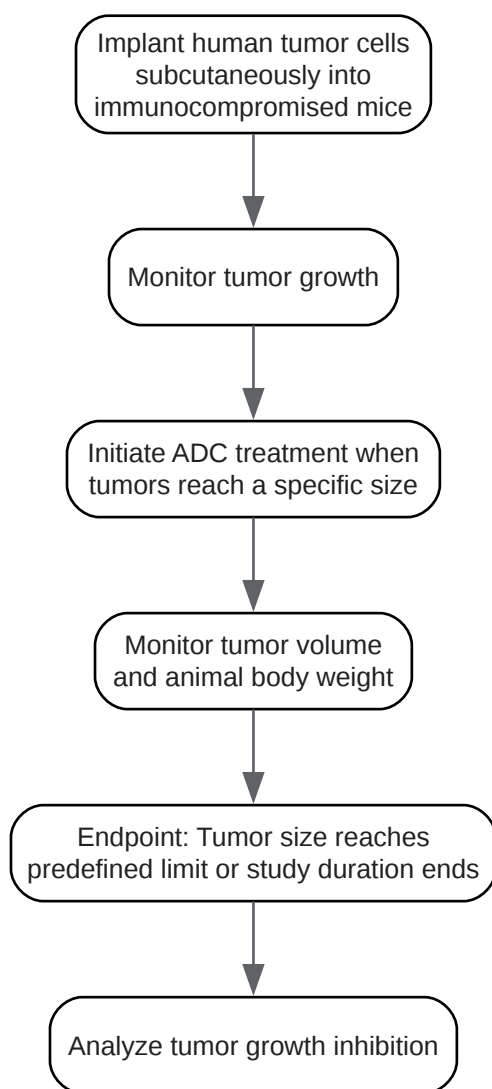 Implant human tumor cells
subcutaneously into
immunocompromised mice
Monitor tumor growth
Initiate ADC treatment when
tumors reach a specific size
Monitor tumor volume
and animal body weight
Endpoint: Tumor size reaches
predefined limit or study duration ends
Analyze tumor growth inhibition